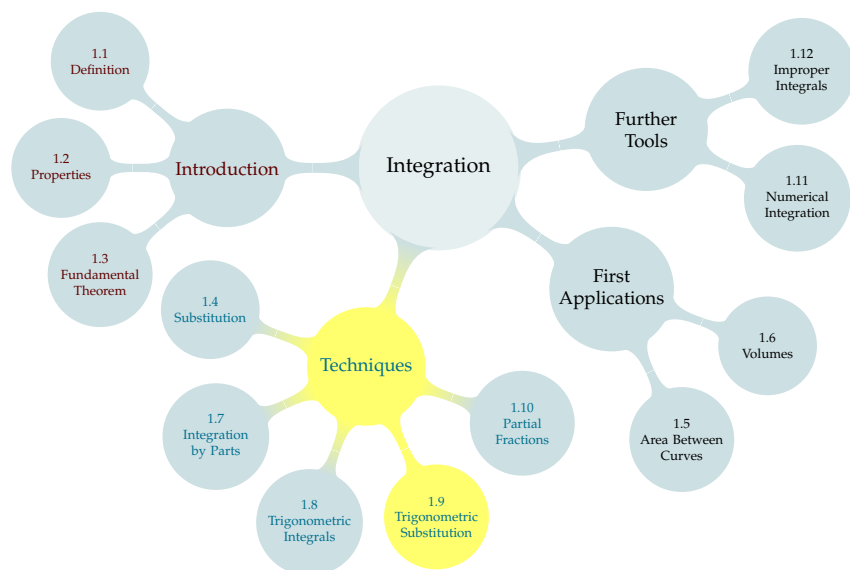 1.1
Definition
1.2
Properties
1.3
Fundamental
Theorem
Introduction
Integration
Further
Tools
1.12
Improper
Integrals
1.11
Numerical
Integration
First
Applications
1.6
Volumes
1.5
Area Between
Curves
Techniques
1.4
Substitution
1.7
Integration
by Parts
1.8
Trigonometric
Integrals
1.9
Trigonometric
Substitution
1.10
Partial
Fractions